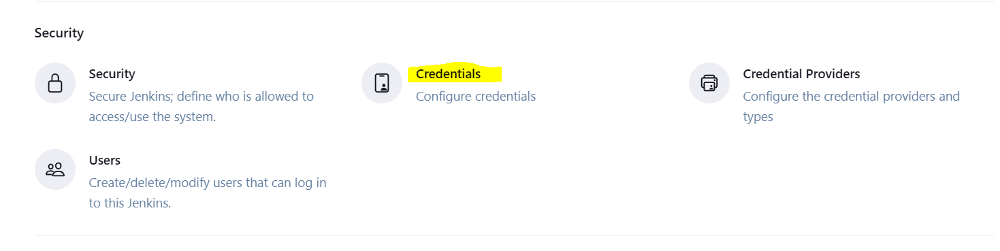 Security
Security
Secure Jenkins; define who is allowed to
access/use the system.
Credentials
Configure credentials
Credential Providers
Configure the credential providers and
types
Users
Create/delete/modify users that can log in
to this Jenkins.